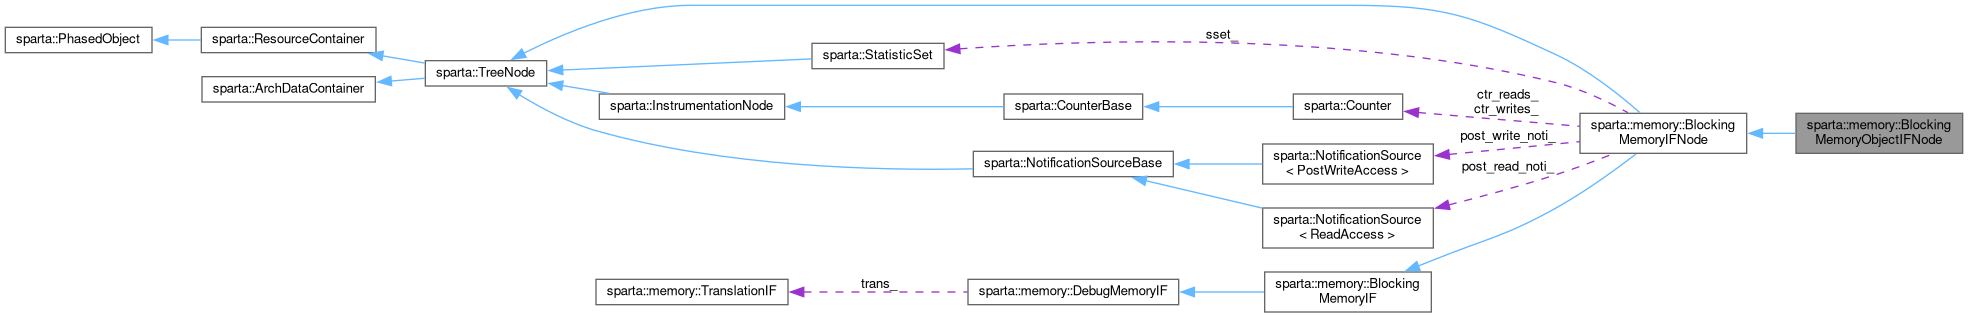 sparta::PhasedObject
sparta::ResourceContainer
sparta::ArchDataContainer
sparta::TreeNode
sparta::StatisticSet
sparta::InstrumentationNode
sparta::CounterBase
sparta::Counter
sparta::NotificationSourceBase
sparta::NotificationSource
< PostWriteAccess >
sparta::NotificationSource
< ReadAccess >
sparta::memory::TranslationIF
trans_
sparta::memory::DebugMemoryIF
sparta::memory::Blocking
MemoryIF
sset_
ctr_reads_
ctr_writes_
post_write_noti_
post_read_noti_
sparta::memory::Blocking
MemoryIFNode
sparta::memory::Blocking
MemoryObjectIFNode